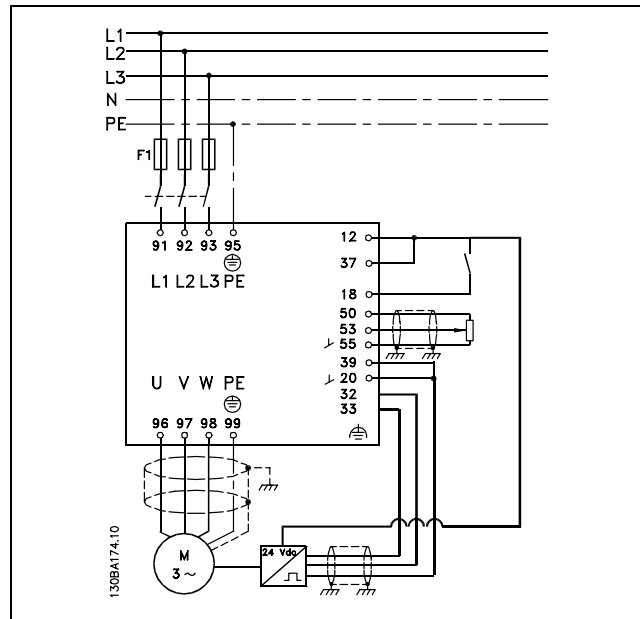 L1
L2
L3
N
PE
F1
91 92 93 95
L1 L2 L3 PE
12
37
18
50
53
55
39
20
32
33
U V W PE
96 97 98 99
M
3 ~
24 Vdc
130BA174.10